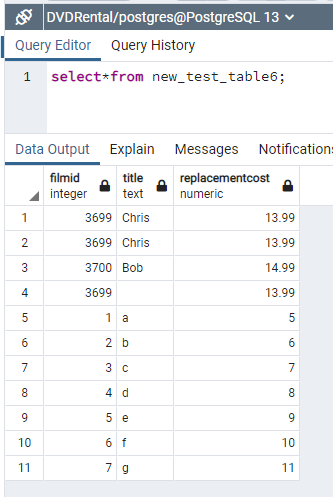 DVDRental/postgres@PostgreSQL 13
Query Editor Query History
1 select*from new_test_table6;
Data Output Explain Messages Notifications
filmid title replacementcost
integer text numeric
1 3699 Chris 13.99
2 3699 Chris 13.99
3 3700 Bob 14.99
4 3699 13.99
5 1 a 5
6 2 b 6
7 3 c 7
8 4 d 8
9 5 e 9
10 6 f 10
11 7 g 11